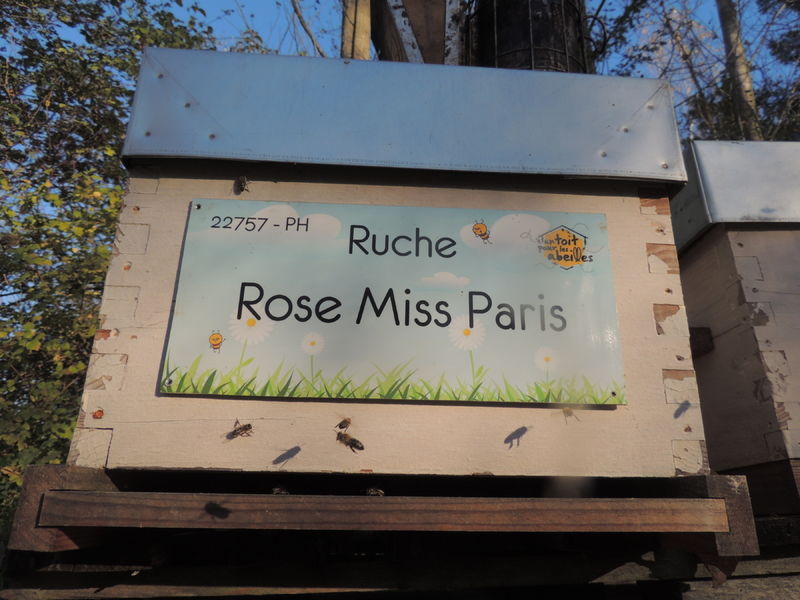 22757 - PH
Ruche
Rose Miss Paris
un toit
pour les
abeilles